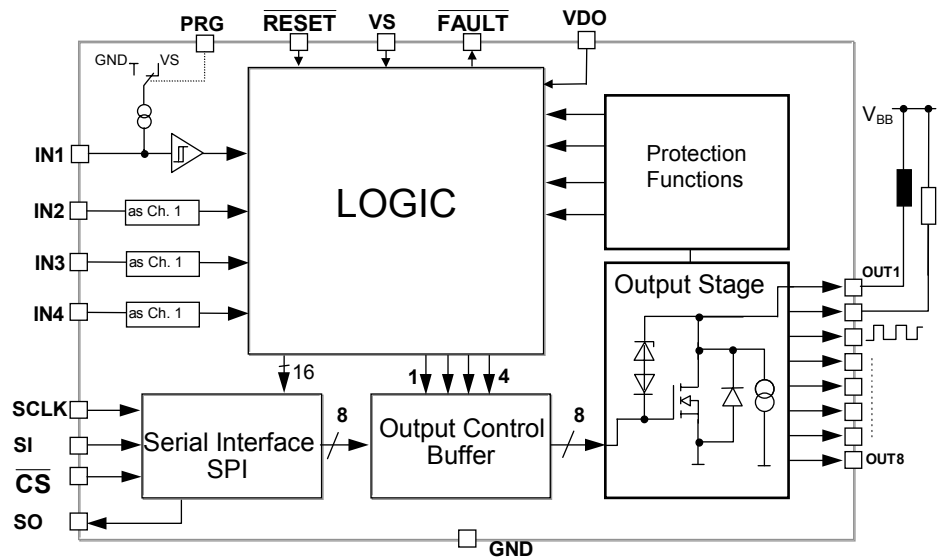 PRG
RESET
VS
FAULT
VDO
GND
VS
V BB
IN1
IN2
as Ch. 1
IN3
as Ch. 1
IN4
as Ch. 1
LOGIC
Protection
Functions
Output Stage
OUT1
16
1
4
SCLK
SI
CS
SO
Serial Interface
SPI
8
Output Control
Buffer
8
OUT8
GND